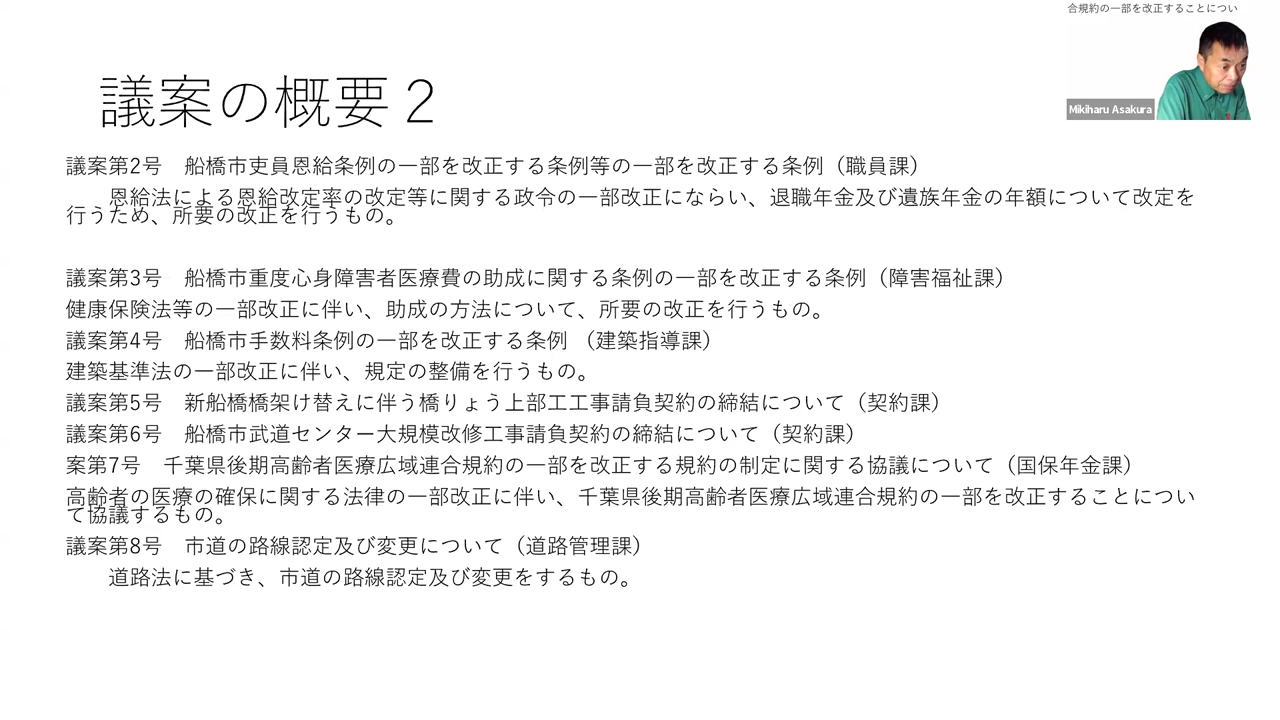 合規約の一部を改正することについ
Mikiharu Asakura
議案の概要２
議案第2号　船橋市吏員恩給条例の一部を改正する条例等の一部を改正する条例（職員課）
恩給法による恩給改定率の改定等に関する政令の一部改正にならい、退職年金及び遺族年金の年額について改定を
行うため、所要の改正を行うもの。
議案第3号　船橋市重度心身障害者医療費の助成に関する条例の一部を改正する条例（障害福祉課）
健康保険法等の一部改正に伴い、助成の方法について、所要の改正を行うもの。
議案第4号　船橋市手数料条例の一部を改正する条例 （建築指導課）
建築基準法の一部改正に伴い、規定の整備を行うもの。
議案第5号　新船橋橋架け替えに伴う橋りょう上部工工事請負契約の締結について（契約課）
議案第6号　船橋市武道センター大規模改修工事請負契約の締結について（契約課）
案第7号　千葉県後期高齢者医療広域連合規約の一部を改正する規約の制定に関する協議について（国保年金課）
高齢者の医療の確保に関する法律の一部改正に伴い、千葉県後期高齢者医療広域連合規約の一部を改正することについ
て協議するもの。
議案第8号　市道の路線認定及び変更について（道路管理課）
道路法に基づき、市道の路線認定及び変更をするもの。